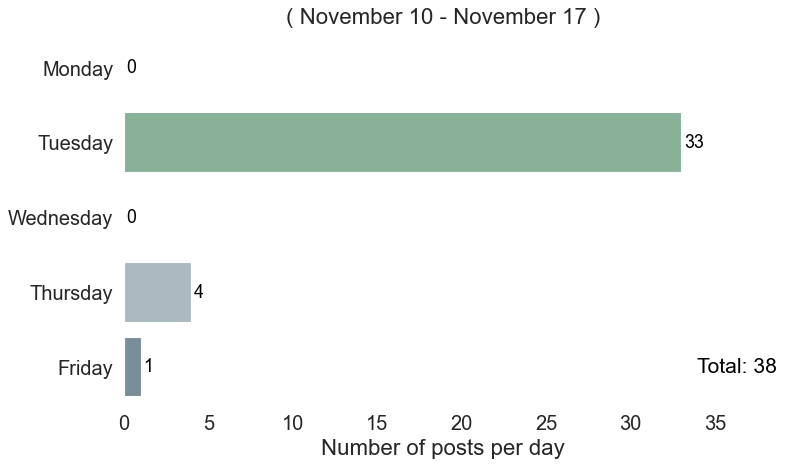 ( November 10 - November 17 )
Monday 0
Tuesday 33
Wednesday 0
Thursday 4
Friday 1
Total: 38
0 5 10 15 20 25 30 35
Number of posts per day